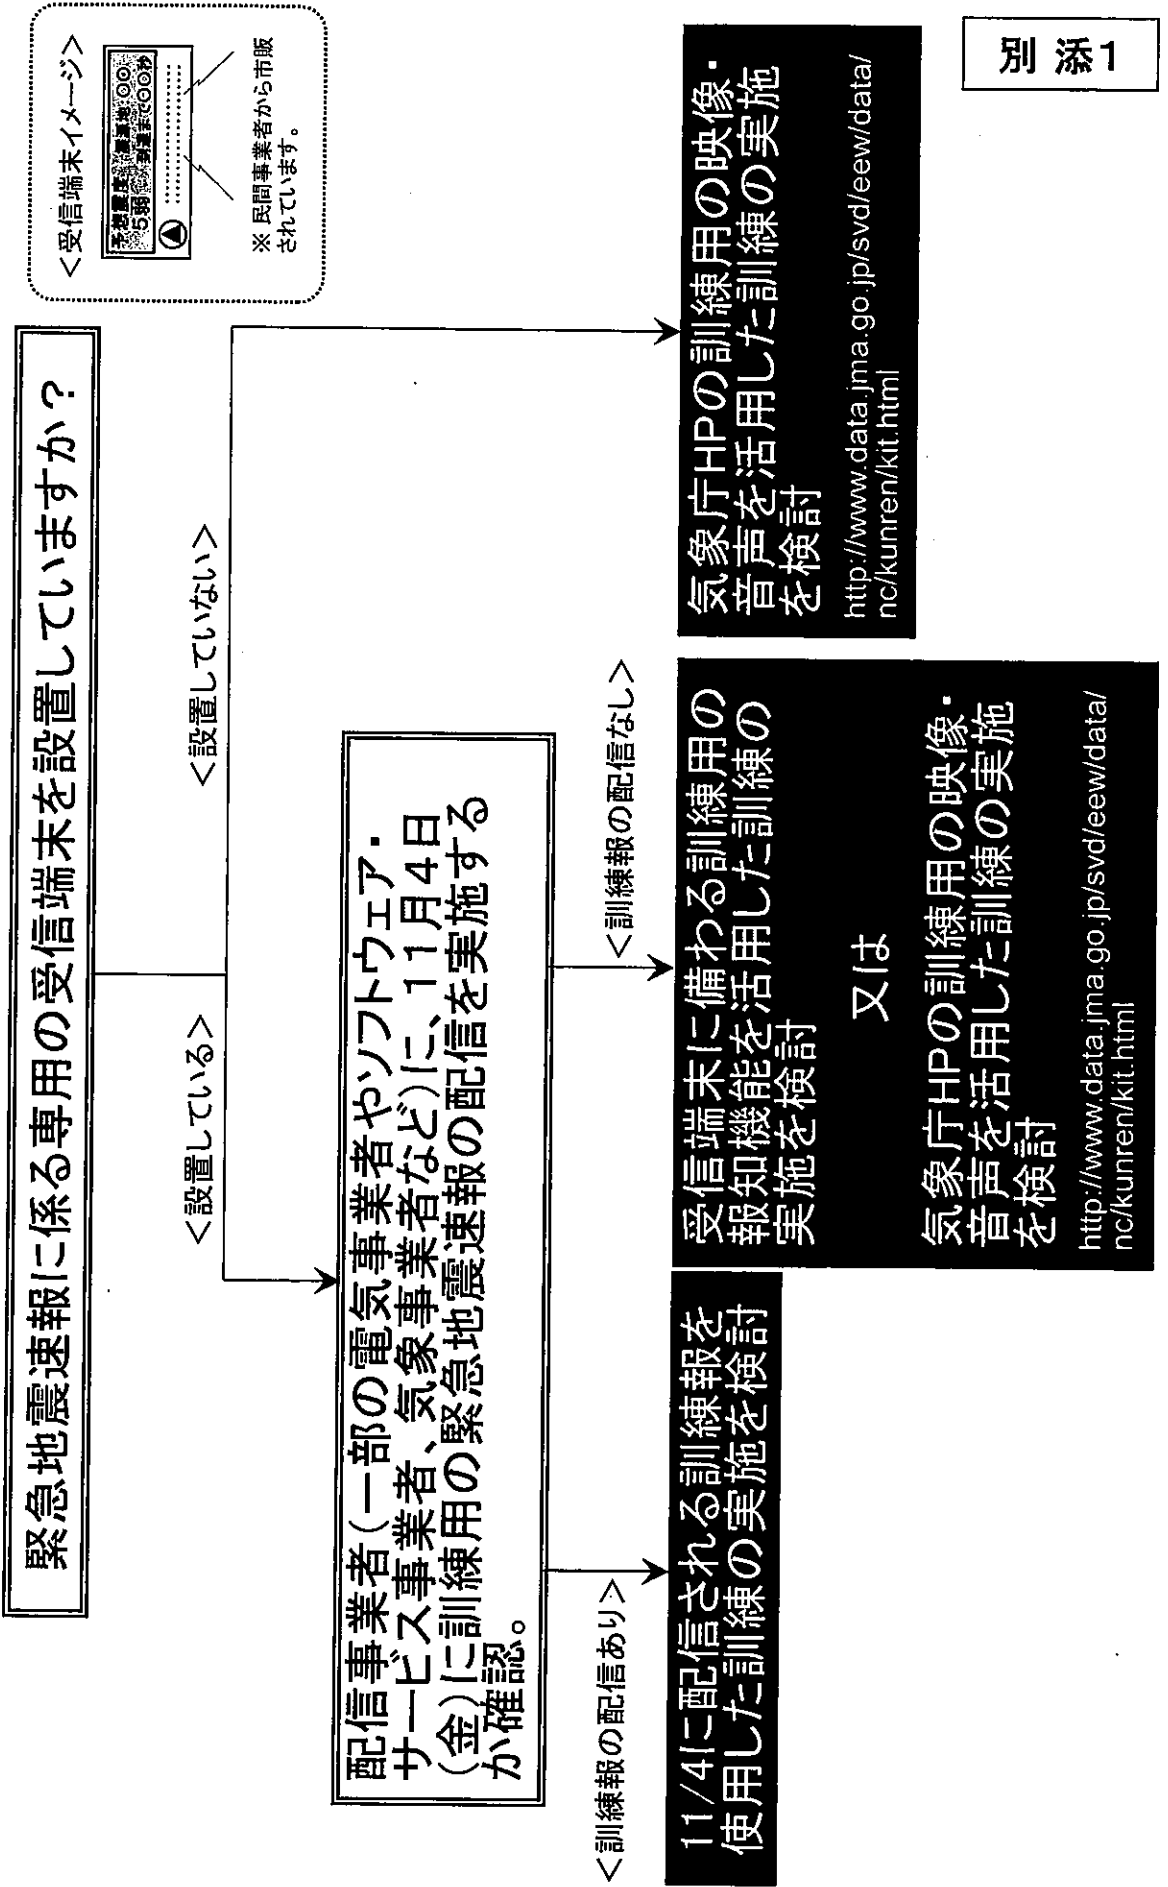 別 添1
緊急地震速報に係る専用の受信端末を設置していますか？
＜受信端末イメージ＞
予想震度 震源地:○○
5弱 到達まで○○秒
※ 民間事業者から市販
されています。
＜設置している＞
＜設置していない＞
配信事業者(一部の電気事業者やソフトウェア・
サービス事業者、気象事業者など)に、11月4日
(金)に訓練用の緊急地震速報の配信を実施する
か確認。
＜訓練報の配信あり＞
＜訓練報の配信なし＞
11/4に配信される訓練報を
使用した訓練の実施を検討
受信端末に備わる訓練用の
報知機能を活用した訓練の
実施を検討
又は
気象庁HPの訓練用の映像・
音声を活用した訓練の実施
を検討
http://www.data.jma.go.jp/svd/eew/data/
nc/kunren/kit.html
気象庁HPの訓練用の映像・
音声を活用した訓練の実施
を検討
http://www.data.jma.go.jp/svd/eew/data/
nc/kunren/kit.html